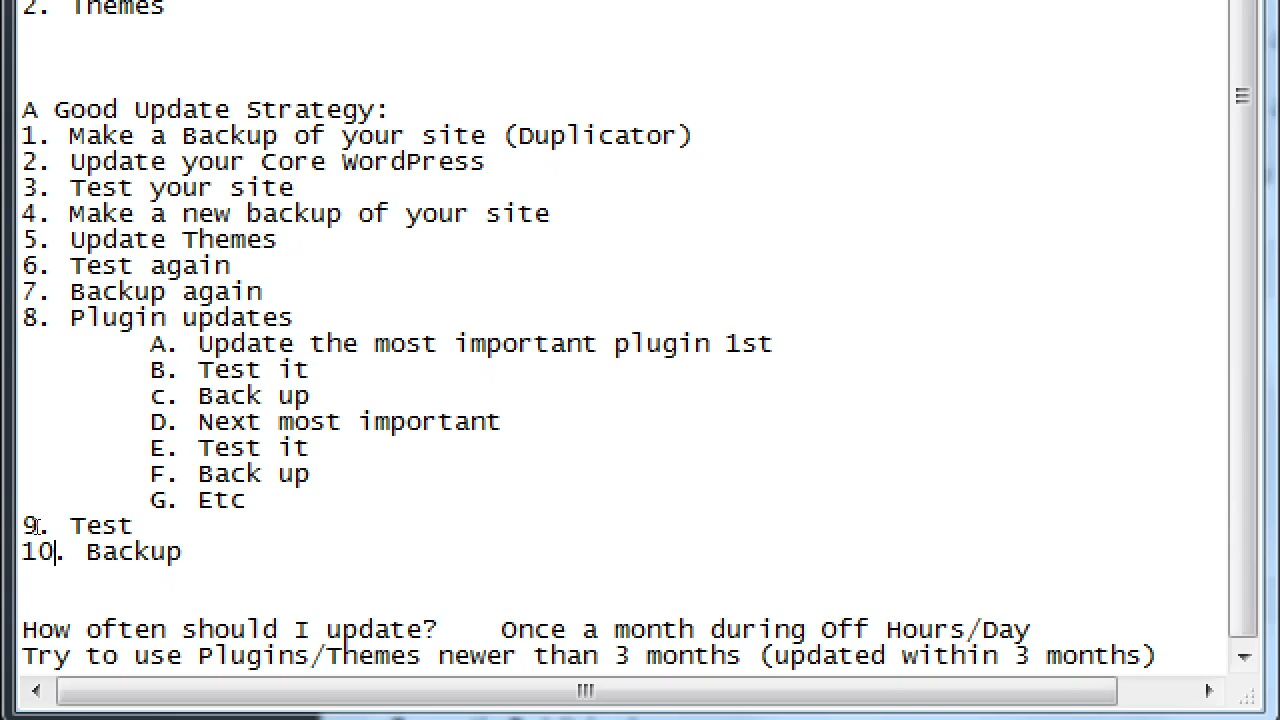 2. Themes
A Good Update Strategy:
1. Make a Backup of your site (Duplicator)
2. Update your Core WordPress
3. Test your site
4. Make a new backup of your site
5. Update Themes
6. Test again
7. Backup again
8. Plugin updates
A. Update the most important plugin 1st
B. Test it
c. Back up
D. Next most important
E. Test it
F. Back up
G. Etc
9. Test
10. Backup
How often should I update? Once a month during Off Hours/Day
Try to use Plugins/Themes newer than 3 months (updated within 3 months)